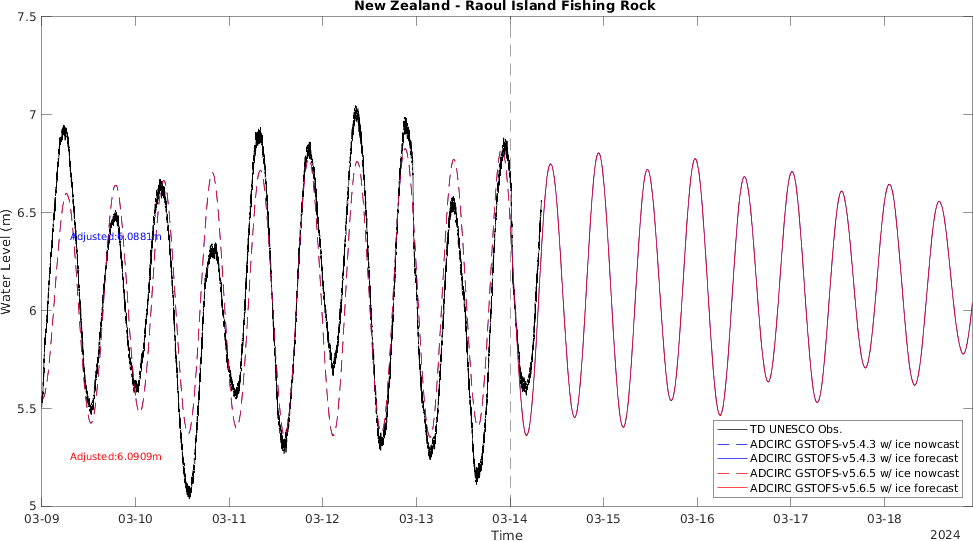 New Zealand - Raoul Island Fishing Rock
7.5
7
6.5
6
5.5
5
Water Level (m)
Adjusted:6.0881m
Adjusted:6.0909m
TD UNESCO Obs.
ADCIRC GSTOFS-v5.4.3 w/ ice nowcast
ADCIRC GSTOFS-v5.4.3 w/ ice forecast
ADCIRC GSTOFS-v5.6.5 w/ ice nowcast
ADCIRC GSTOFS-v5.6.5 w/ ice forecast
03-09 03-10 03-11 03-12 03-13 03-14 03-15 03-16 03-17 03-18
Time
2024